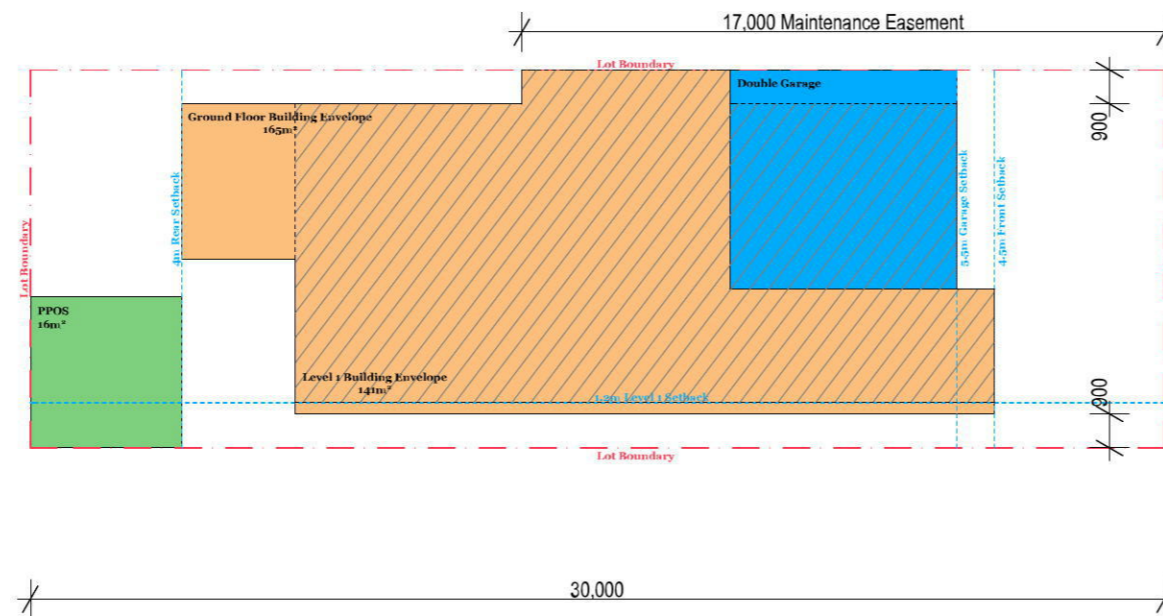 17,000 Maintenance Easement
Lot Boundary
Double Garage
900
Ground Floor Building Envelope
165m²
4m Rear Setback
5.5m Garage Setback
4.5m Front Setback
Lot Boundary
PPOS
16m²
Level 1 Building Envelope
141m²
1.2m Level 1 Setback
900
Lot Boundary
30,000